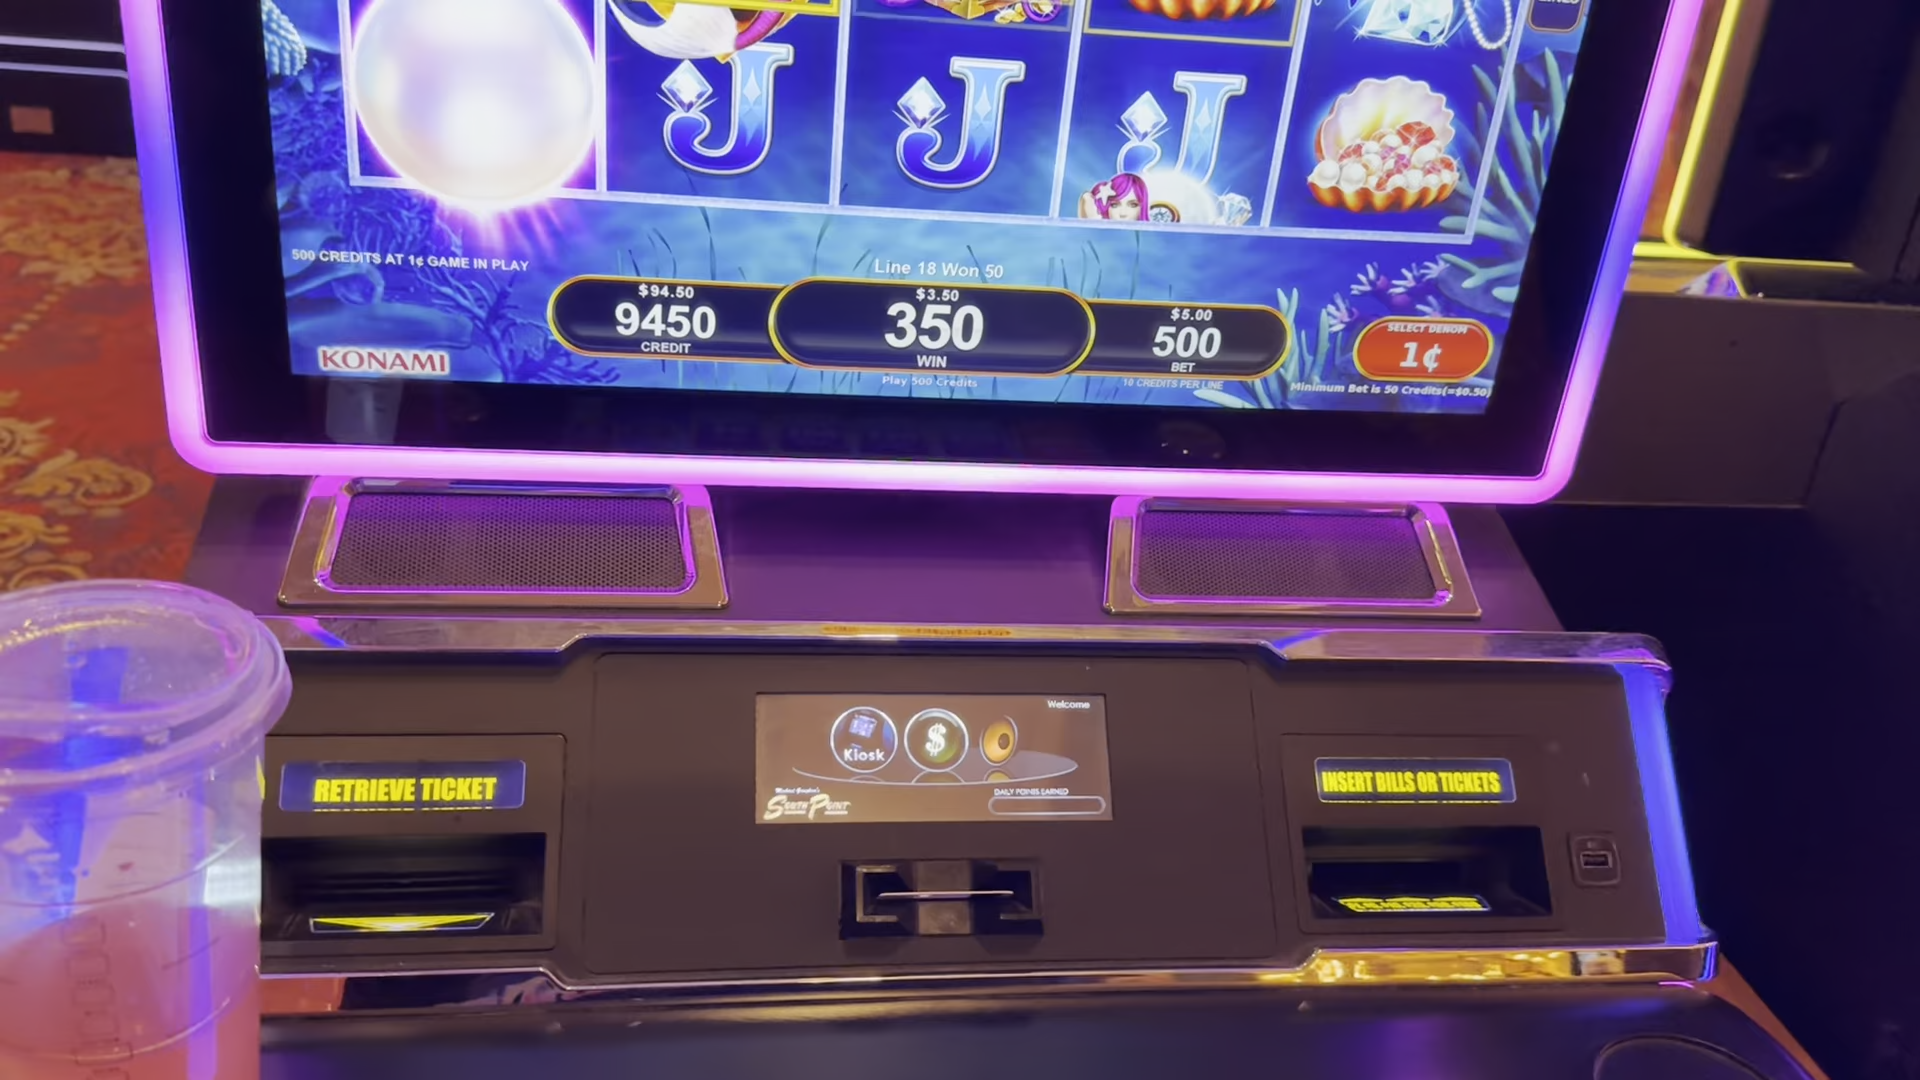 J
J
J
500 CREDITS AT 1¢ GAME IN PLAY
Line 18 Won 50
$94.50
9450
CREDIT
$3.50
350
WIN
Play 500 Credits
$5.00
500
BET
10 CREDITS PER LINE
SELECT DENOM
1¢
Minimum Bet is 50 Credits(=$0.50)
KONAMI
Welcome
Kiosk
$
Michael Gaughan's
SOUTH POINT
DAILY POINTS EARNED
RETRIEVE TICKET
INSERT BILLS OR TICKETS